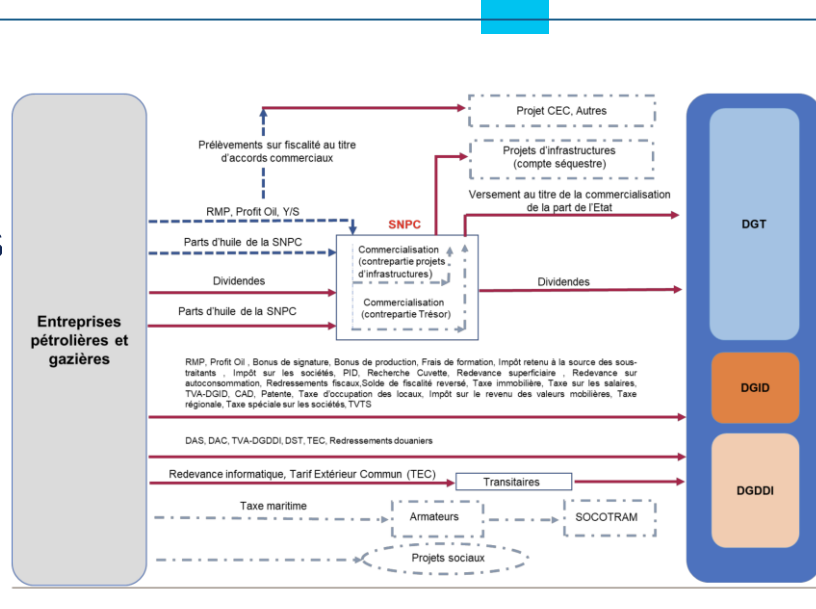 S
Entreprises
pétrolières et
gazières
Prélèvements sur fiscalité au titre
d'accords commerciaux
Projet CEC, Autres
Projets d'infrastructures
(compte séquestre)
Versement au titre de la commercialisation
de la part de l'Etat
RMP, Profit Oil, Y/S
SNPC
Parts d'huile de la SNPC
Commercialisation
(contrepartie projets
d'infrastructures)
Dividendes
Dividendes
Commercialisation
(contrepartie Trésor)
Parts d'huile de la SNPC
RMP, Profit Oil , Bonus de signature, Bonus de production, Frais de formation, Impôt retenu à la source des sous-
traitants , Impôt sur les sociétés, PID, Recherche Cuvette, Redevance superficiaire , Redevance sur
autoconsommation, Redressements fiscaux,Solde de fiscalité reversé, Taxe immobilière, Taxe sur les salaires,
TVA-DGID, CAD, Patente, Taxe d'occupation des locaux, Impôt sur le revenu des valeurs mobilières, Taxe
régionale, Taxe spéciale sur les sociétés, TVTS
DAS, DAC, TVA-DGDDI, DST, TEC, Redressements douaniers
Redevance informatique, Tarif Extérieur Commun (TEC)
Transitaires
Taxe maritime
Armateurs
SOCOTRAM
Projets sociaux
DGT
DGID
DGDDI